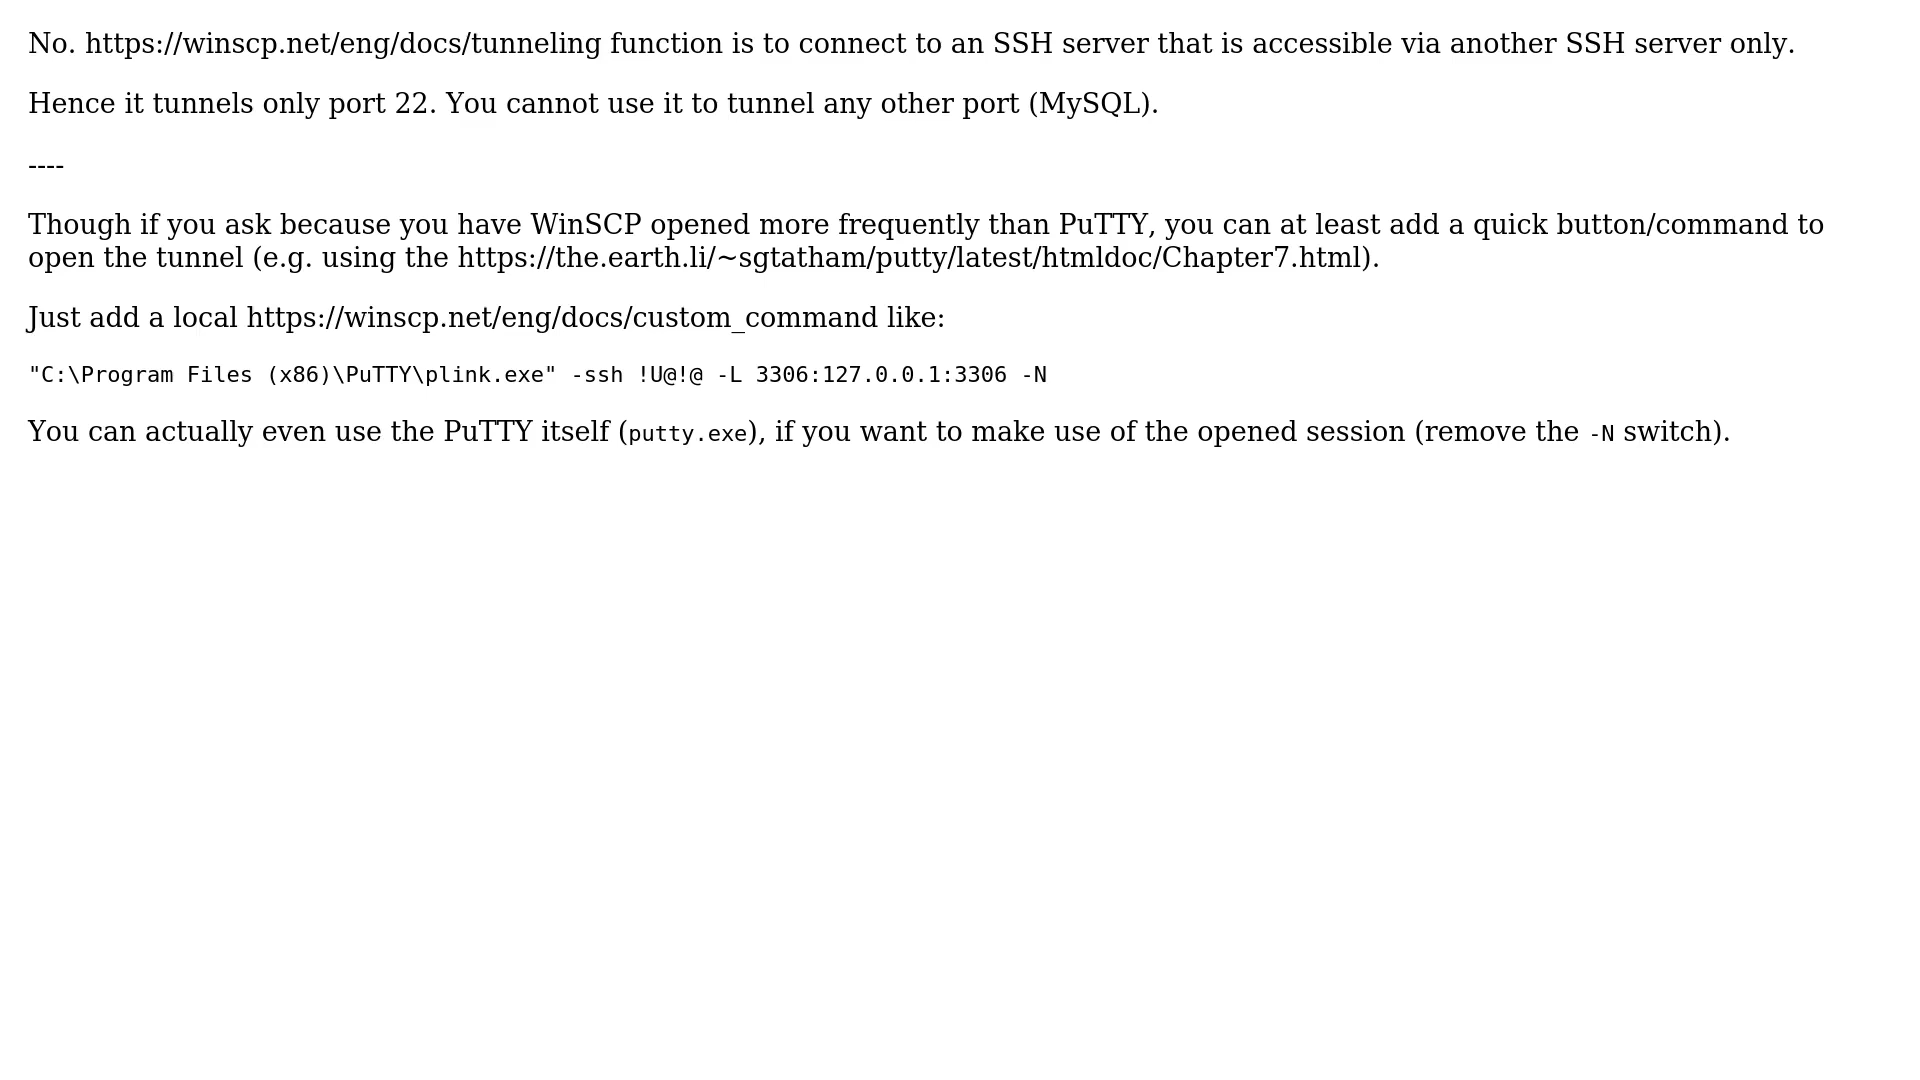 No. https://winscp.net/eng/docs/tunneling function is to connect to an SSH server that is accessible via another SSH server only.
Hence it tunnels only port 22. You cannot use it to tunnel any other port (MySQL).
----
Though if you ask because you have WinSCP opened more frequently than PuTTY, you can at least add a quick button/command to
open the tunnel (e.g. using the https://the.earth.li/~sgtatham/putty/latest/htmldoc/Chapter7.html).
Just add a local https://winscp.net/eng/docs/custom_command like:
"C:\Program Files (x86)\PuTTY\plink.exe" -ssh !U@!@ -L 3306:127.0.0.1:3306 -N
You can actually even use the PuTTY itself (putty.exe), if you want to make use of the opened session (remove the -N switch).